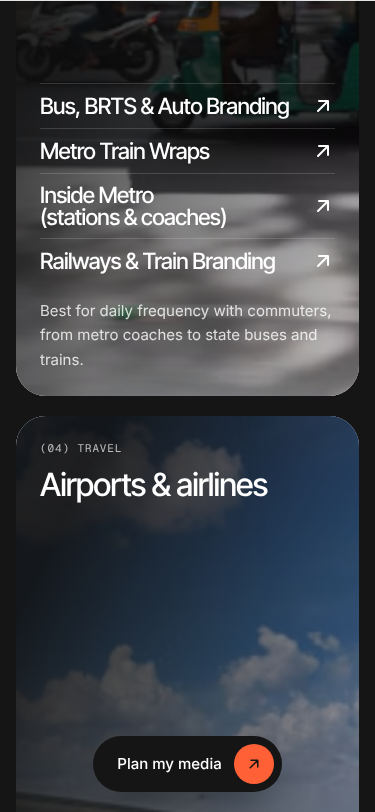 Bus, BRTS & Auto Branding
Metro Train Wraps
Inside Metro
(stations & coaches)
Railways & Train Branding
Best for daily frequency with commuters,
from metro coaches to state buses and
trains.
(04) TRAVEL
Airports & airlines
Plan my media